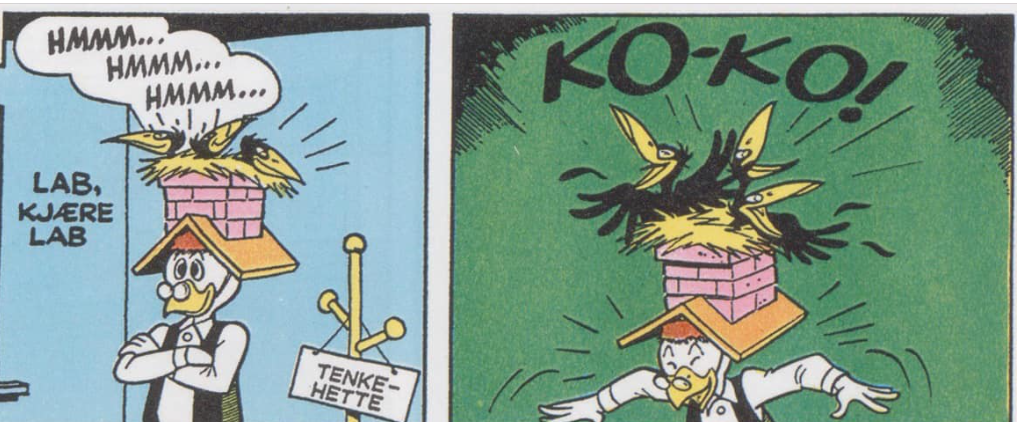 HMMM...
HMMM...
HMMM...
LAB,
KJÆRE
LAB
TENKE-
HETTE
KO-KO!